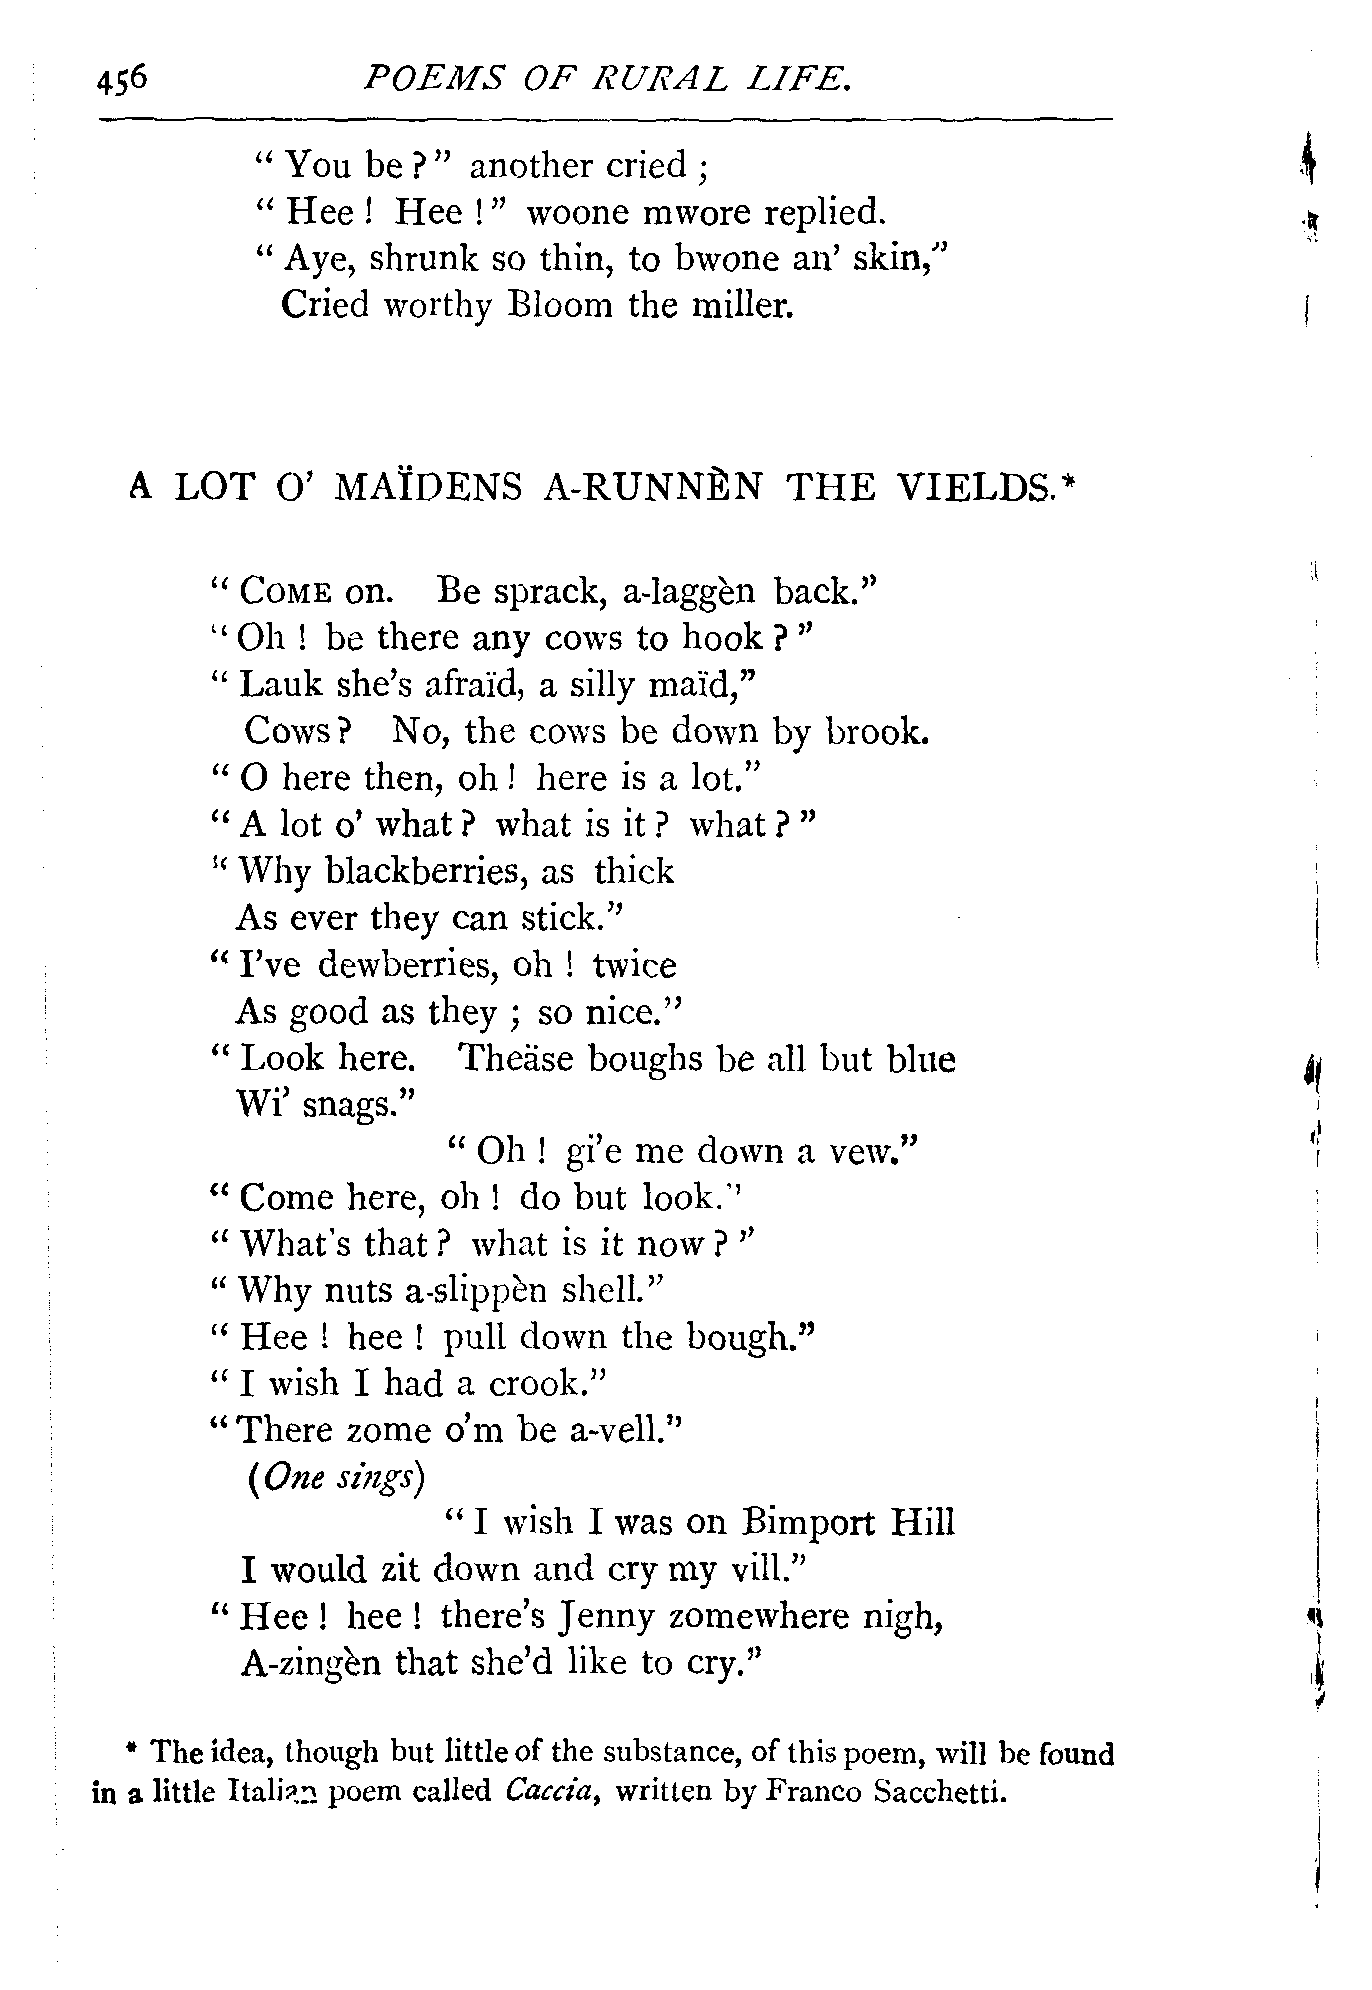 456 POEMS OF RURAL LIFE.
“ You be ? ” another cried ;
“ Hee ! Hee ! ” woone mwore replied.
“ Aye, shrunk so thin, to bwone an’ skin,”
Cried worthy Bloom the miller.
A LOT O’ MAÏDENS A-RUNNÈN THE VIELDS.*
“ COME on. Be sprack, a-laggèn back.”
“ Oh ! be there any cows to hook ? ”
“ Lauk she’s afraïd, a silly maïd,”
Cows ? No, the cows be down by brook.
“ O here then, oh ! here is a lot.”
“ A lot o’ what ? what is it ? what ? ”
“ Why blackberries, as thick
As ever they can stick.”
“ I’ve dewberries, oh ! twice
As good as they ; so nice.”
“ Look here. Theäse boughs be all but blue
Wi’ snags.”
“ Oh ! gi’e me down a vew.”
“ Come here, oh ! do but look.”
“ What’s that ? what is it now ? ”
“ Why nuts a-slippèn shell.”
“ Hee ! hee ! pull down the bough.”
“ I wish I had a crook.”
“ There zome o’m be a-vell.”
(One sings)
“ I wish I was on Bimport Hill
I would zit down and cry my vill.”
“ Hee ! hee ! there’s Jenny zomewhere nigh,
A-zingèn that she’d like to cry.”
* The idea, though but little of the substance, of this poem, will be found
in a little Italian poem called Caccia, written by Franco Sacchetti.